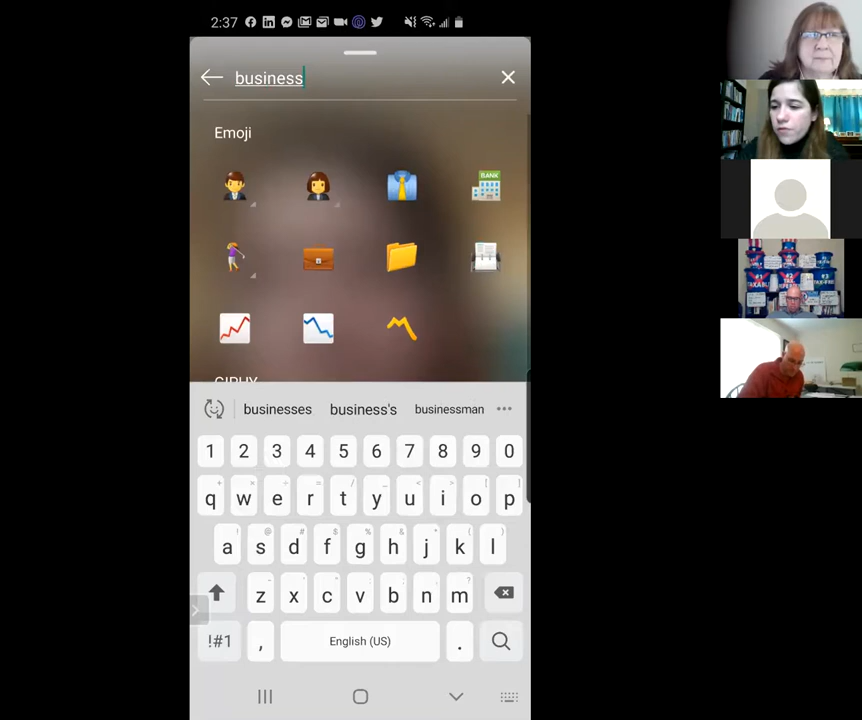 2:37
business
Emoji
BANK
GIPHY
businesses business's businessman
1 2 3 4 5 6 7 8 9 0
q w e r t y u i o p
a s d f g h j k l
z x c v b n m
!#1 , English (US) .